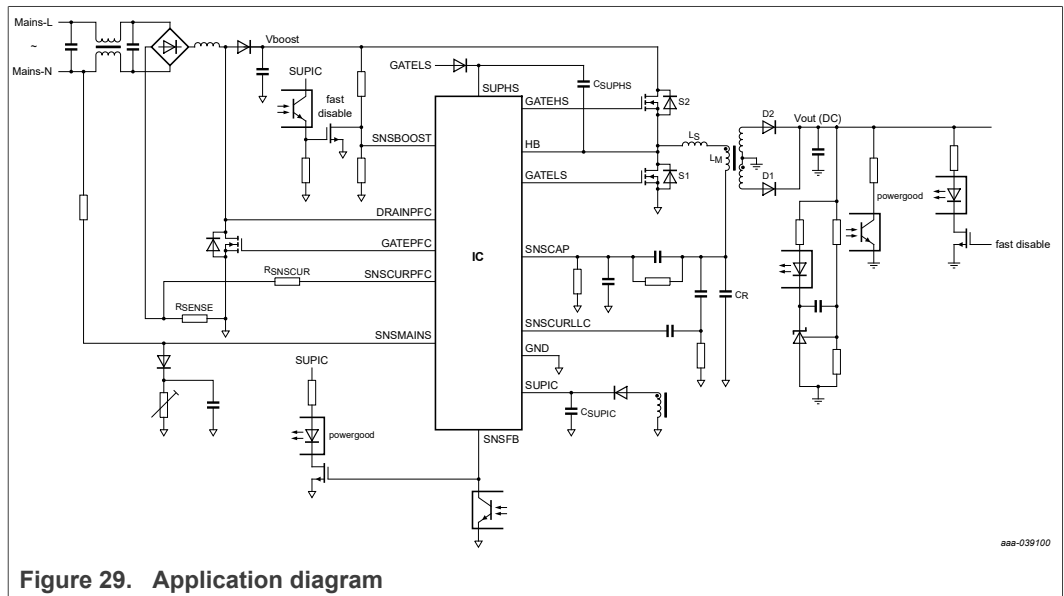 Mains-L
~
Mains-N
Vboost
SUPIC
fast
disable
GATELS
SUPHS
CSUPHS
GATEHS
S2
SNSBOOST
HB
LS
LM
GATELS
S1
D2
Vout (DC)
D1
powergood
fast disable
DRAINPFC
GATEPFC
IC
SNSCAP
RSNSCUR
SNSCURPFC
CR
RSENSE
SNSMAINS
SNSCURLLC
GND
SUPIC
SUPIC
CSUPIC
powergood
SNSFB
aaa-039100
Figure 29. Application diagram